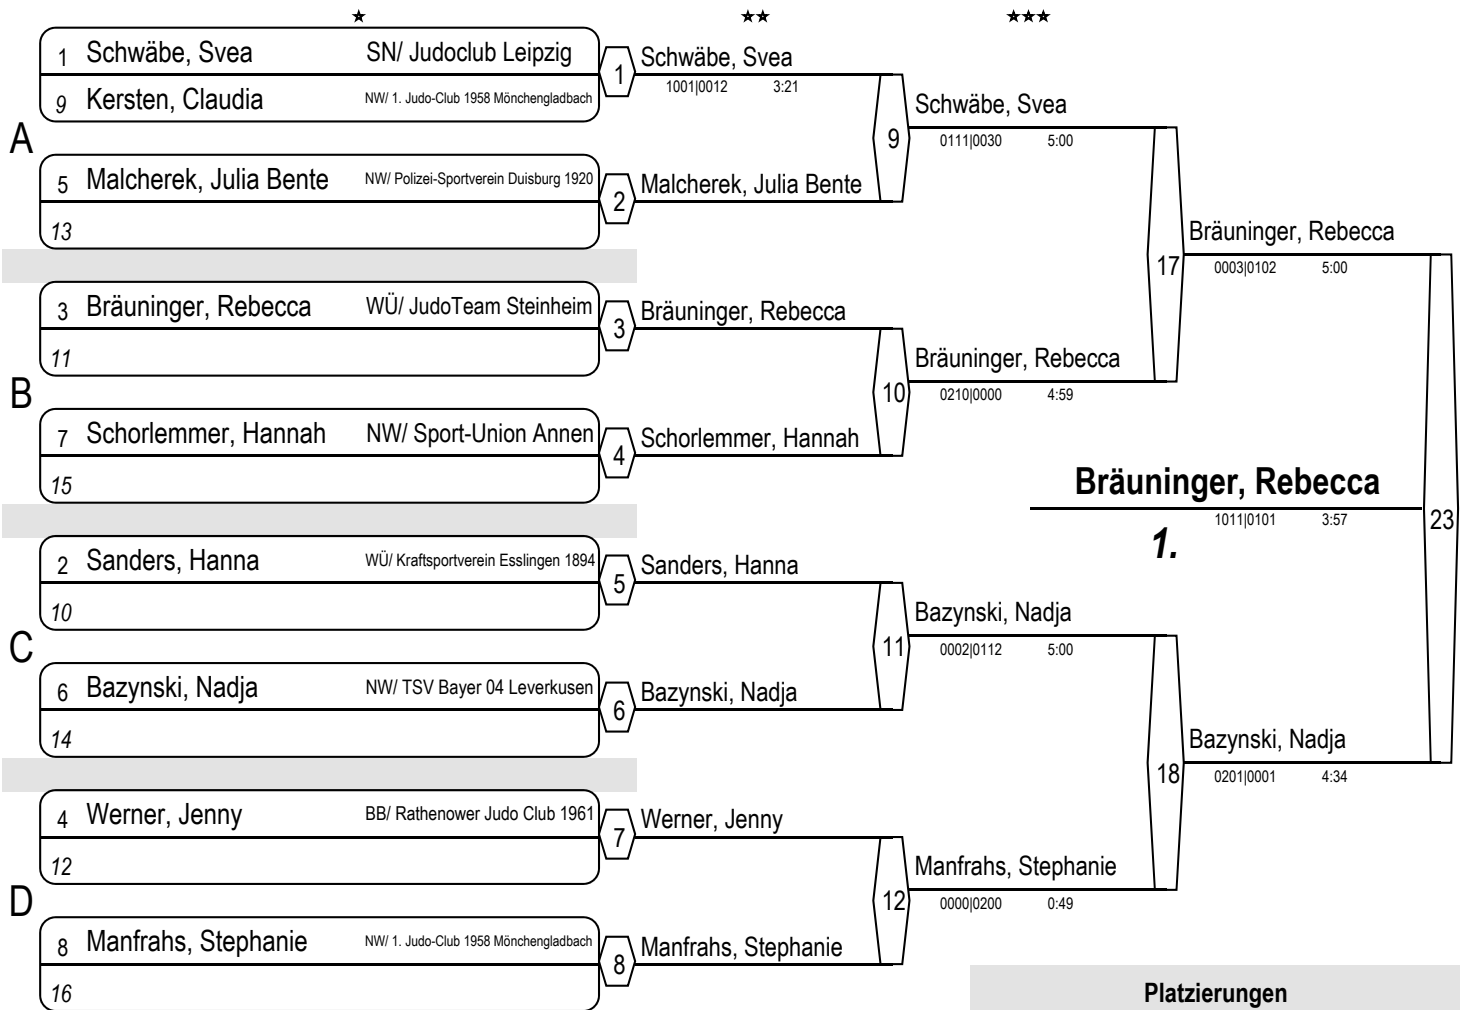 1 Schwäbe, Svea SN/ Judoclub Leipzig
9 Kersten, Claudia NW/ 1. Judo-Club 1958 Mönchengladbach
A
5 Malcherek, Julia Bente NW/ Polizei-Sportverein Duisburg 1920
13
3 Bräuninger, Rebecca WÜ/ JudoTeam Steinheim
11
B
7 Schorlemmer, Hannah NW/ Sport-Union Annen
15
2 Sanders, Hanna WÜ/ Kraftsportverein Esslingen 1894
10
C
6 Bazynski, Nadja NW/ TSV Bayer 04 Leverkusen
14
4 Werner, Jenny BB/ Rathenower Judo Club 1961
12
D
8 Manfrahs, Stephanie NW/ 1. Judo-Club 1958 Mönchengladbach
16
1 Schwäbe, Svea
1001|0012 3:21
2 Malcherek, Julia Bente
3 Bräuninger, Rebecca
4 Schorlemmer, Hannah
5 Sanders, Hanna
6 Bazynski, Nadja
7 Werner, Jenny
8 Manfrahs, Stephanie
9 Schwäbe, Svea
0111|0030 5:00
10 Bräuninger, Rebecca
0210|0000 4:59
11 Bazynski, Nadja
0002|0112 5:00
12 Manfrahs, Stephanie
0000|0200 0:49
17 Bräuninger, Rebecca
0003|0102 5:00
18 Bazynski, Nadja
0201|0001 4:34
23 Bräuninger, Rebecca
1011|0101 3:57
1.
Platzierungen